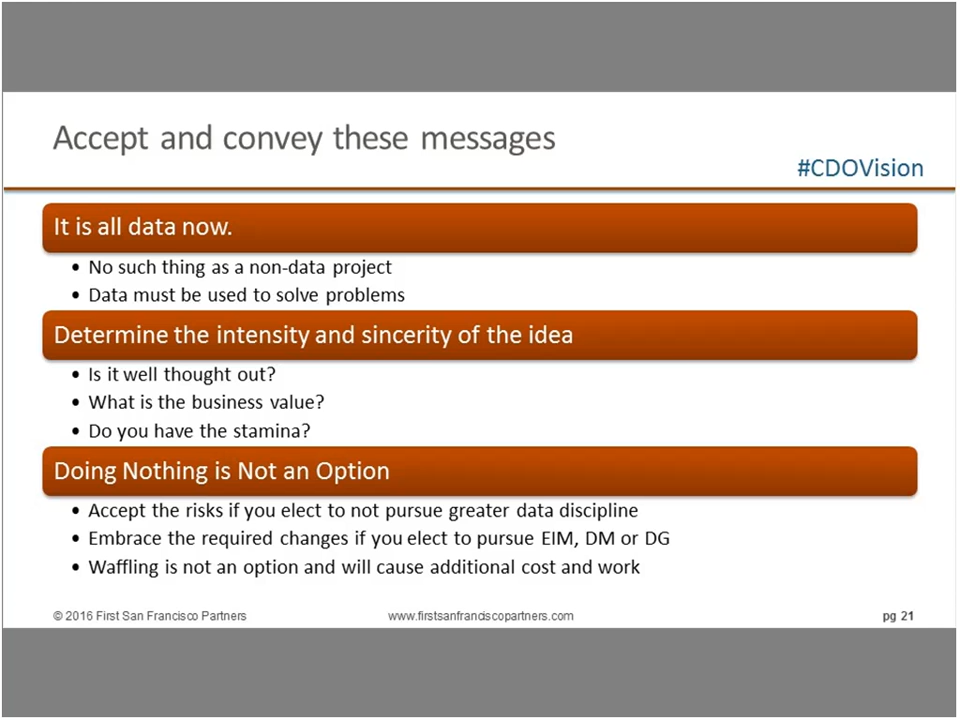 Accept and convey these messages
#CDOVision
It is all data now.
• No such thing as a non-data project
• Data must be used to solve problems
Determine the intensity and sincerity of the idea
• Is it well thought out?
• What is the business value?
• Do you have the stamina?
Doing Nothing is Not an Option
• Accept the risks if you elect to not pursue greater data discipline
• Embrace the required changes if you elect to pursue EIM, DM or DG
• Waffling is not an option and will cause additional cost and work
© 2016 First San Francisco Partners www.firstsanfranciscopartners.com pg 21